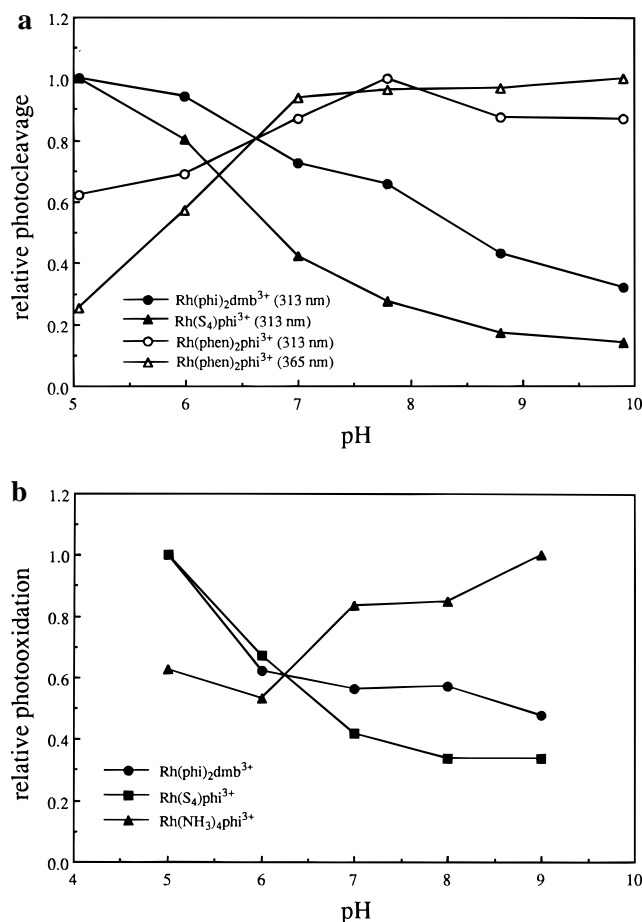 a
1.2
1.0
0.8
0.6
0.4
0.2
0.0
relative photocleavage
Rh(phi)₂dmb³⁺ (313 nm)
Rh(S₄)phi³⁺ (313 nm)
Rh(phen)₂phi³⁺ (313 nm)
Rh(phen)₂phi³⁺ (365 nm)
5 6 7 8 9 10
pH
b
1.2
1.0
0.8
0.6
0.4
0.2
0.0
relative photooxidation
Rh(phi)₂dmb³⁺
Rh(S₄)phi³⁺
Rh(NH₃)₄phi³⁺
4 5 6 7 8 9 10
pH